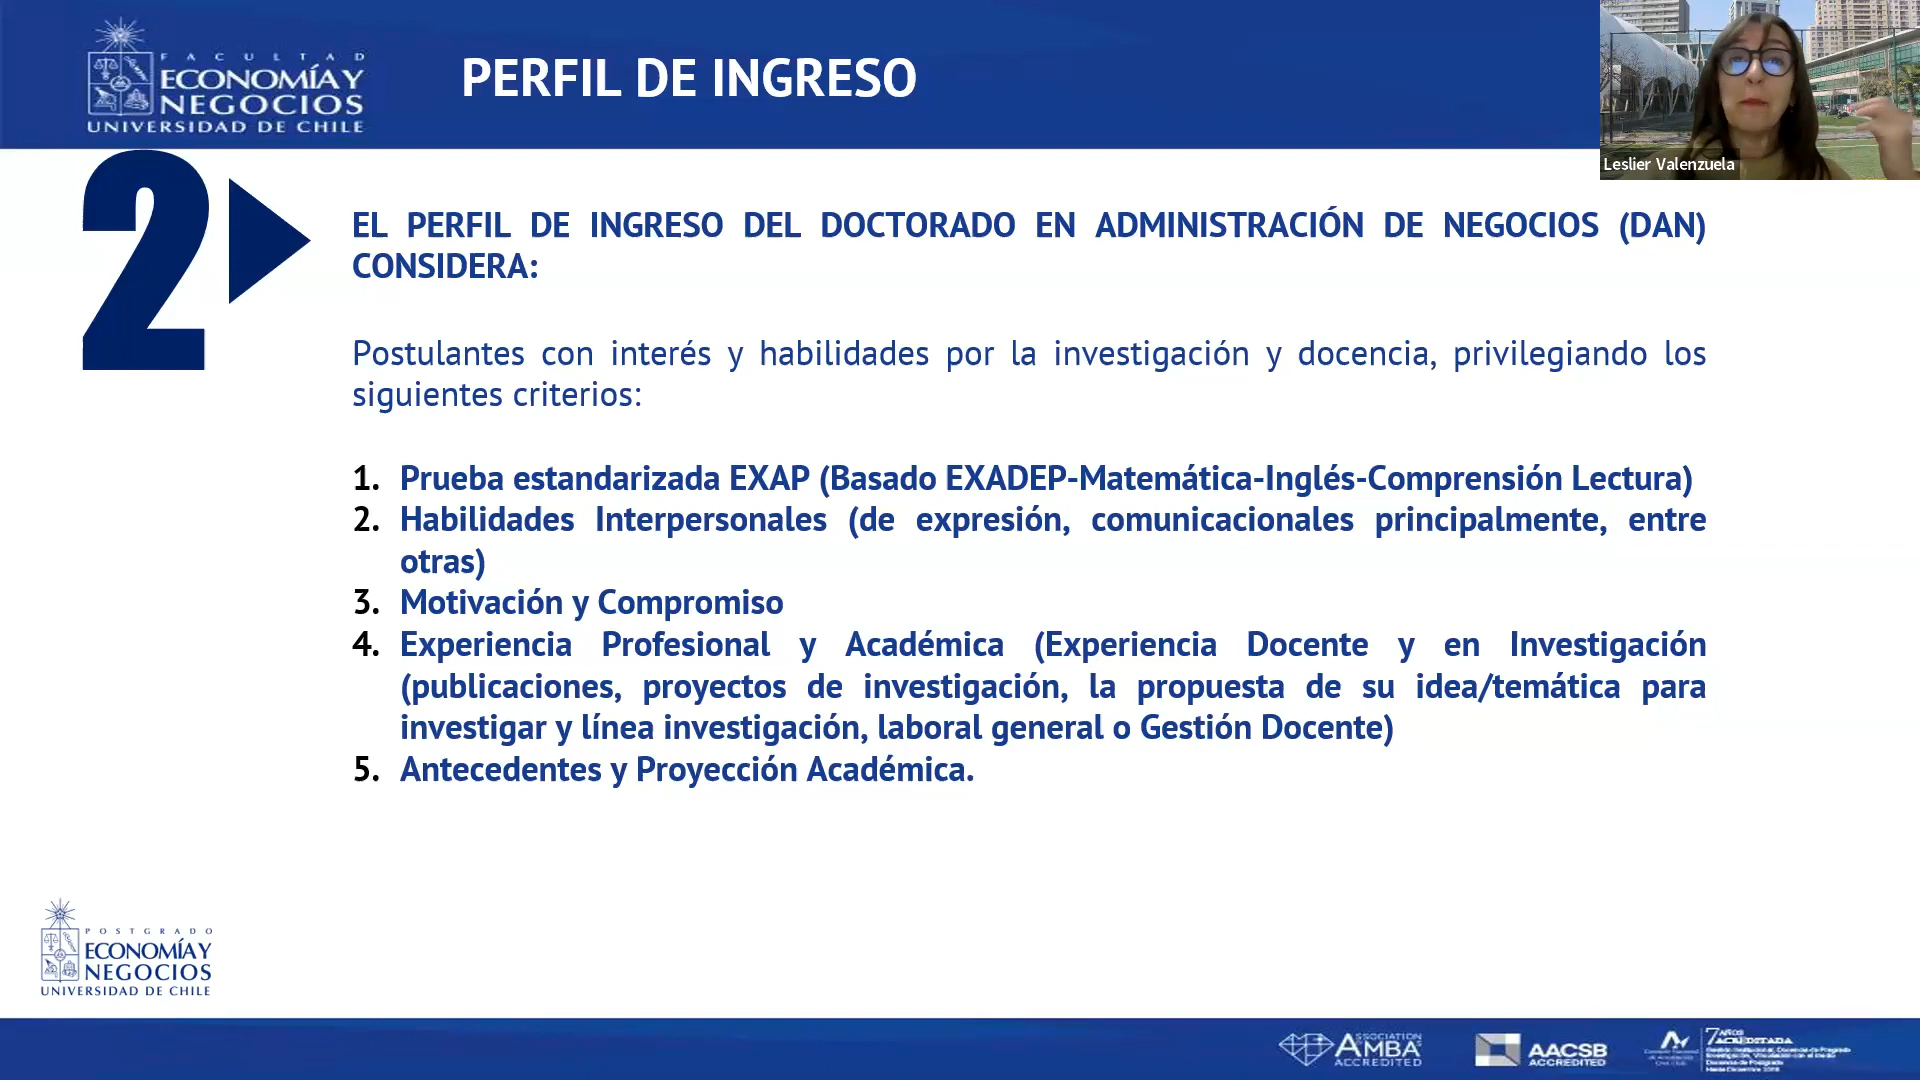 FACULTAD
ECONOMÍA Y
NEGOCIOS
UNIVERSIDAD DE CHILE
PERFIL DE INGRESO
Leslier Valenzuela
2
EL PERFIL DE INGRESO DEL DOCTORADO EN ADMINISTRACIÓN DE NEGOCIOS (DAN)
CONSIDERA:
Postulantes con interés y habilidades por la investigación y docencia, privilegiando los
siguientes criterios:
1. Prueba estandarizada EXAP (Basado EXADEP-Matemática-Inglés-Comprensión Lectura)
2. Habilidades Interpersonales (de expresión, comunicacionales principalmente, entre
otras)
3. Motivación y Compromiso
4. Experiencia Profesional y Académica (Experiencia Docente y en Investigación
(publicaciones, proyectos de investigación, la propuesta de su idea/temática para
investigar y línea investigación, laboral general o Gestión Docente)
5. Antecedentes y Proyección Académica.
POSTGRADO
ECONOMÍA Y
NEGOCIOS
UNIVERSIDAD DE CHILE
ASSOCIATION
AMBA
ACCREDITED
AACSB
ACCREDITED
7 AÑOS
ACREDITADA